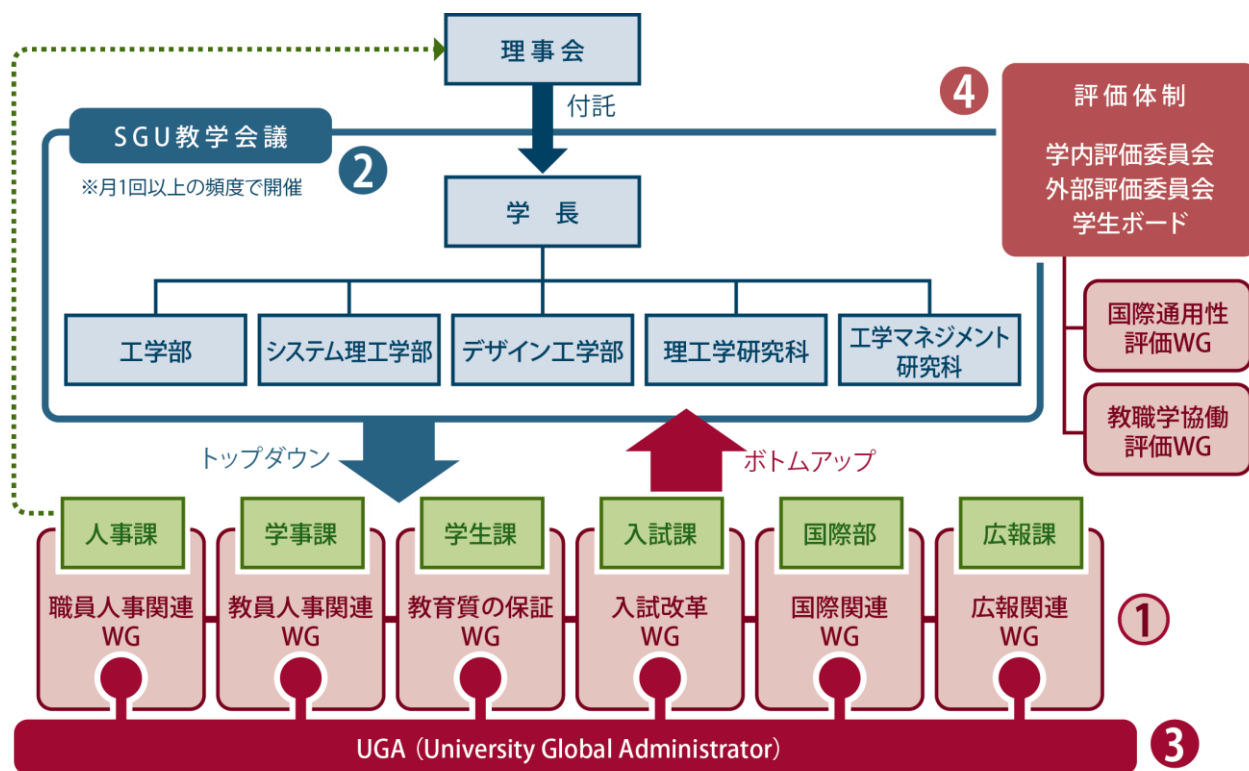 理事会
付託
④
評価体制
学内評価委員会
外部評価委員会
学生ボード
SGU教学会議
②
※月1回以上の頻度で開催
学 長
工学部
システム理工学部
デザイン工学部
理工学研究科
工学マネジメント
研究科
国際通用性
評価WG
教職学協働
評価WG
トップダウン
ボトムアップ
人事課
学事課
学生課
入試課
国際部
広報課
職員人事関連
WG
教員人事関連
WG
教育質の保証
WG
入試改革
WG
国際関連
WG
広報関連
WG
①
UGA（University Global Administrator）
③